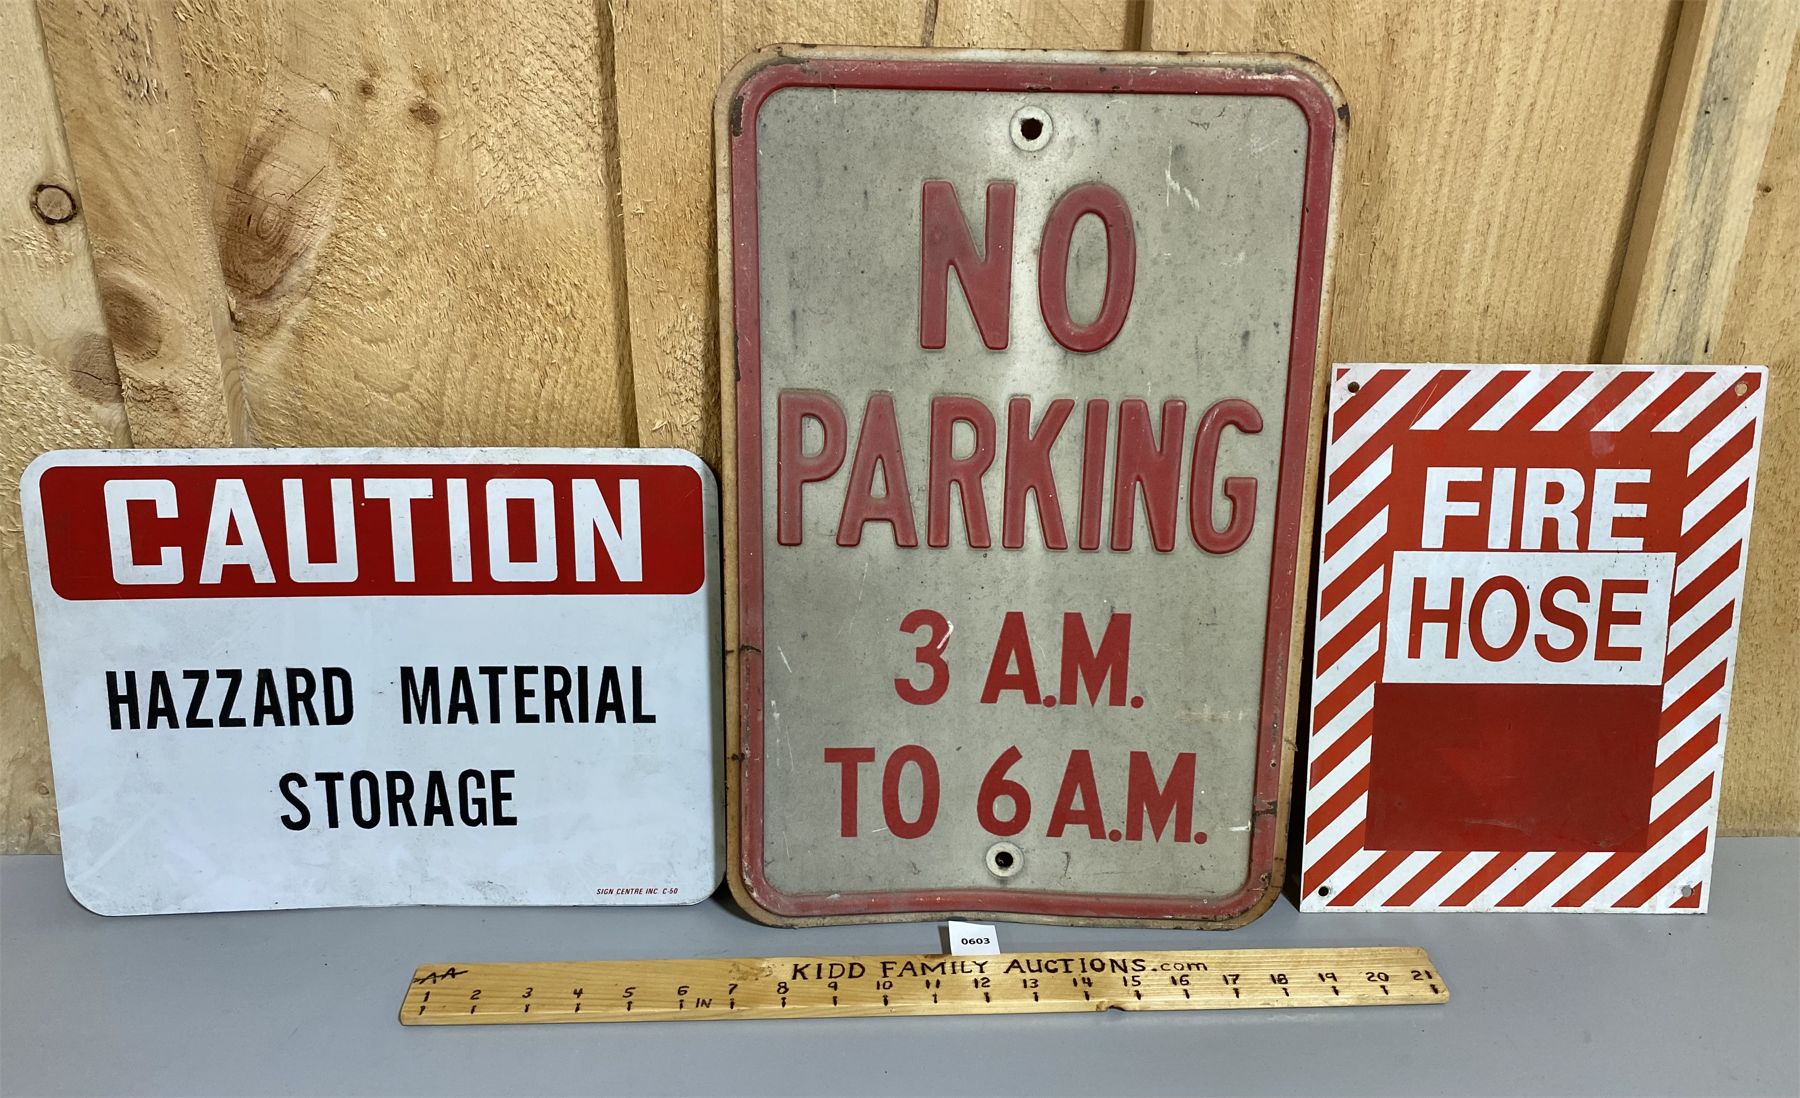 CAUTION
HAZZARD MATERIAL
STORAGE
SIGN CENTRE INC. C-50
NO
PARKING
3 A.M.
TO 6 A.M.
FIRE
HOSE
0603
AA
KIDD FAMILY AUCTIONS.com
1 2 3 4 5 6 IN 7 8 9 10 11 12 13 14 15 16 17 18 19 20 21